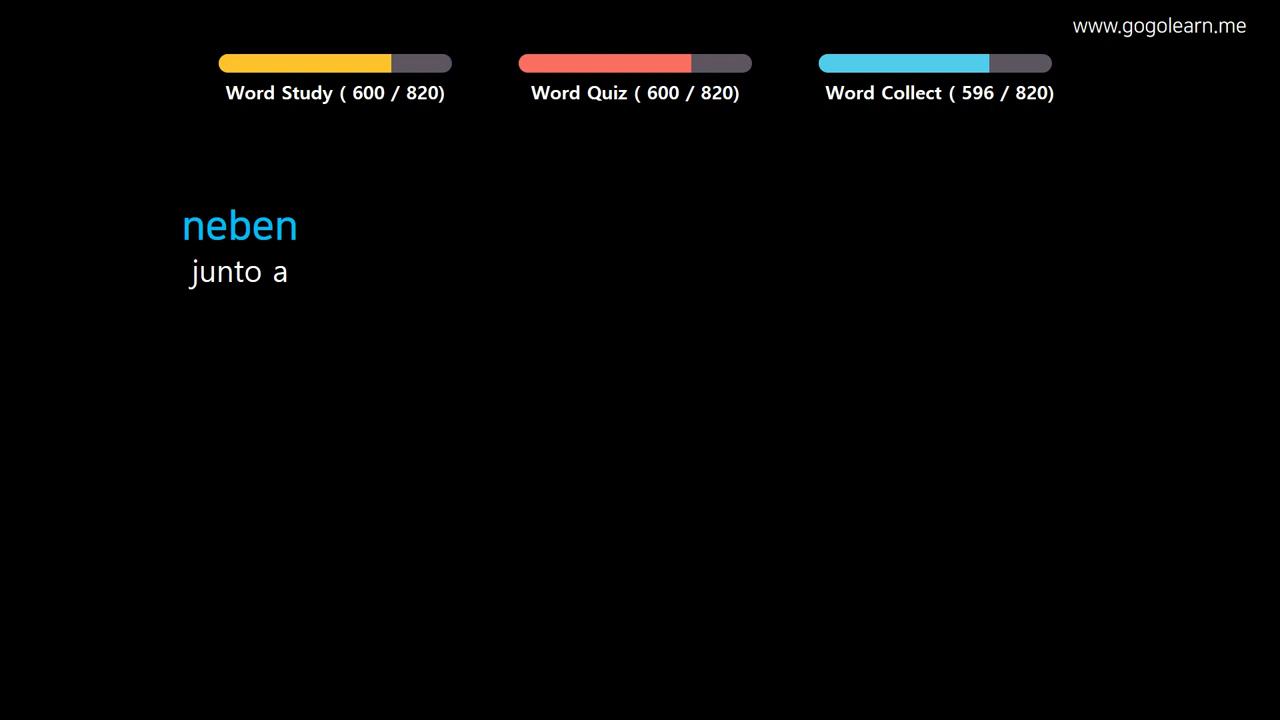 www.gogolearn.me
Word Study ( 600 / 820)
Word Quiz ( 600 / 820)
Word Collect ( 596 / 820)
neben
junto a